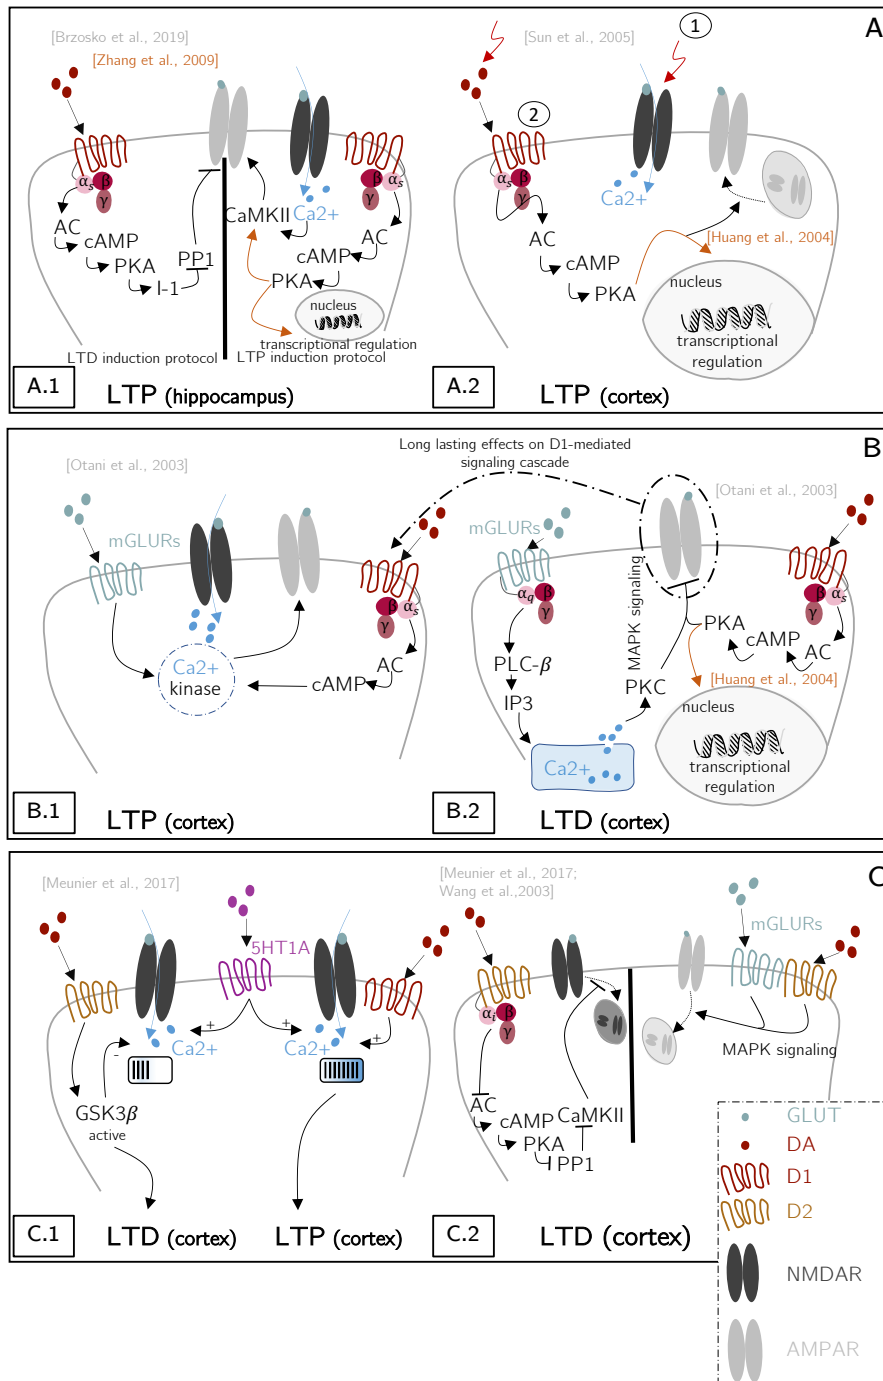 A
[Brzosko et al., 2019]
[Zhang et al., 2009]
αs
β
γ
AC
cAMP
PKA
I-1
PP1
CaMKII
Ca2+
β
αs
γ
AC
cAMP
PKA
nucleus
transcriptional regulation
LTD induction protocol
LTP induction protocol
A.1
LTP (hippocampus)
[Sun et al., 2005]
1
2
αs
β
γ
Ca2+
AC
cAMP
PKA
[Huang et al., 2004]
nucleus
transcriptional
regulation
A.2
LTP (cortex)
B
Long lasting effects on D1-mediated
signaling cascade
[Otani et al., 2003]
mGLURs
β
αs
γ
Ca2+
kinase
AC
cAMP
B.1
LTP (cortex)
[Otani et al., 2003]
mGLURs
αq
β
γ
PLC-β
IP3
Ca2+
PKC
MAPK signaling
β
αs
γ
AC
cAMP
PKA
[Huang et al., 2004]
nucleus
transcriptional
regulation
B.2
LTD (cortex)
C
[Meunier et al., 2017]
5HT1A
+
+
+
-
Ca2+
Ca2+
GSK3β
active
C.1
LTD (cortex)
LTP (cortex)
[Meunier et al., 2017;
Wang et al.,2003]
αi
β
γ
AC
cAMP
PKA
PP1
CaMKII
mGLURs
MAPK signaling
C.2
LTD (cortex)
GLUT
DA
D1
D2
NMDAR
AMPAR